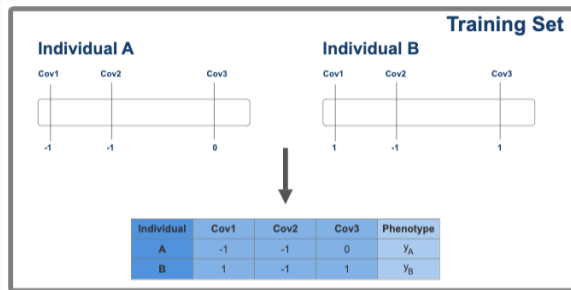 Training Set
Individual A Individual B
Cov1 Cov2 Cov3 Cov1 Cov2 Cov3
-1 -1 0 1 -1 1
Individual Cov1 Cov2 Cov3 Phenotype
A -1 -1 0 yA
B 1 -1 1 yB